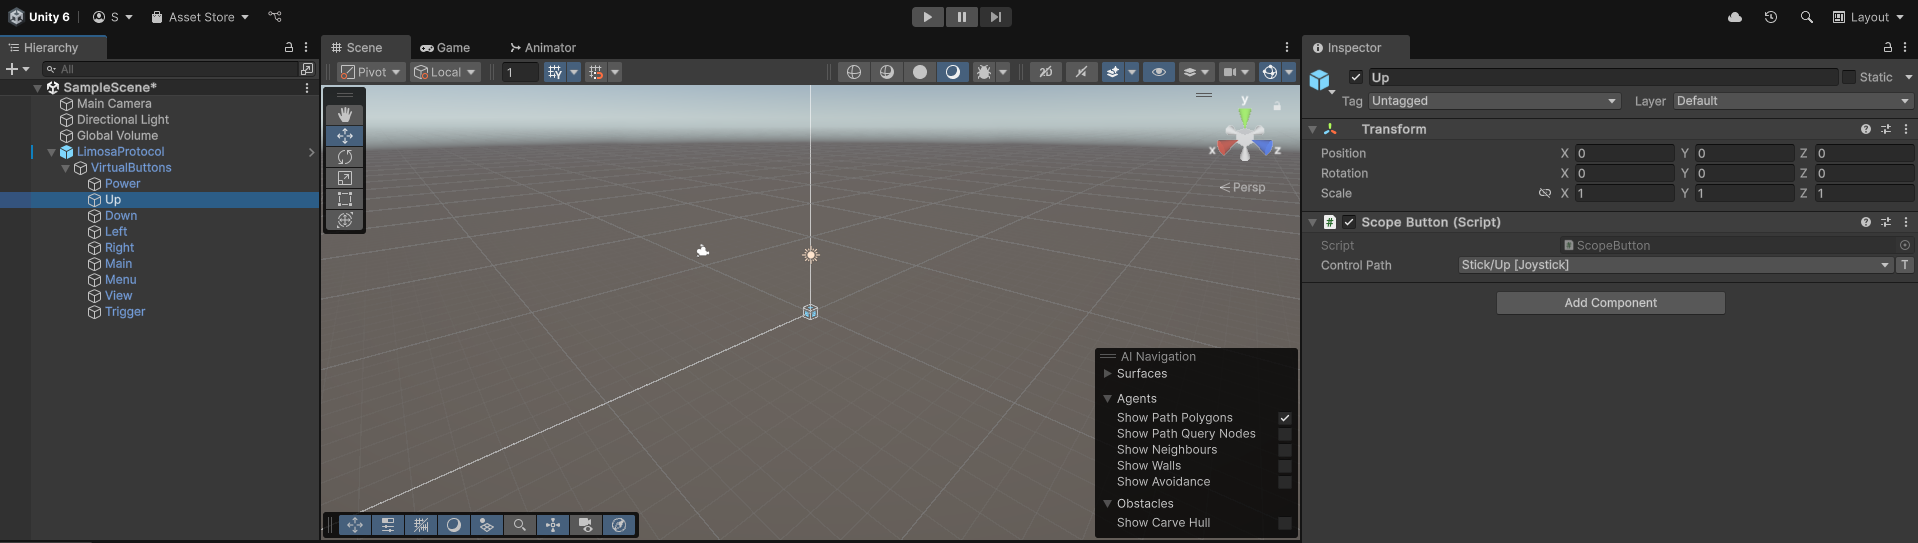 Unity 6 S Asset Store Layout
Hierarchy
All
SampleScene*
Main Camera
Directional Light
Global Volume
LimosaProtocol
VirtualButtons
Power
Up
Down
Left
Right
Main
Menu
View
Trigger
Scene Game Animator
Pivot Local 1 2D
y
x z
Persp
AI Navigation
Surfaces
Agents
Show Path Polygons
Show Path Query Nodes
Show Neighbours
Show Walls
Show Avoidance
Obstacles
Show Carve Hull
Inspector
Up Static
Tag Untagged Layer Default
Transform
Position X 0 Y 0 Z 0
Rotation X 0 Y 0 Z 0
Scale X 1 Y 1 Z 1
# Scope Button (Script)
Script # ScopeButton
Control Path Stick/Up [Joystick] T
Add Component